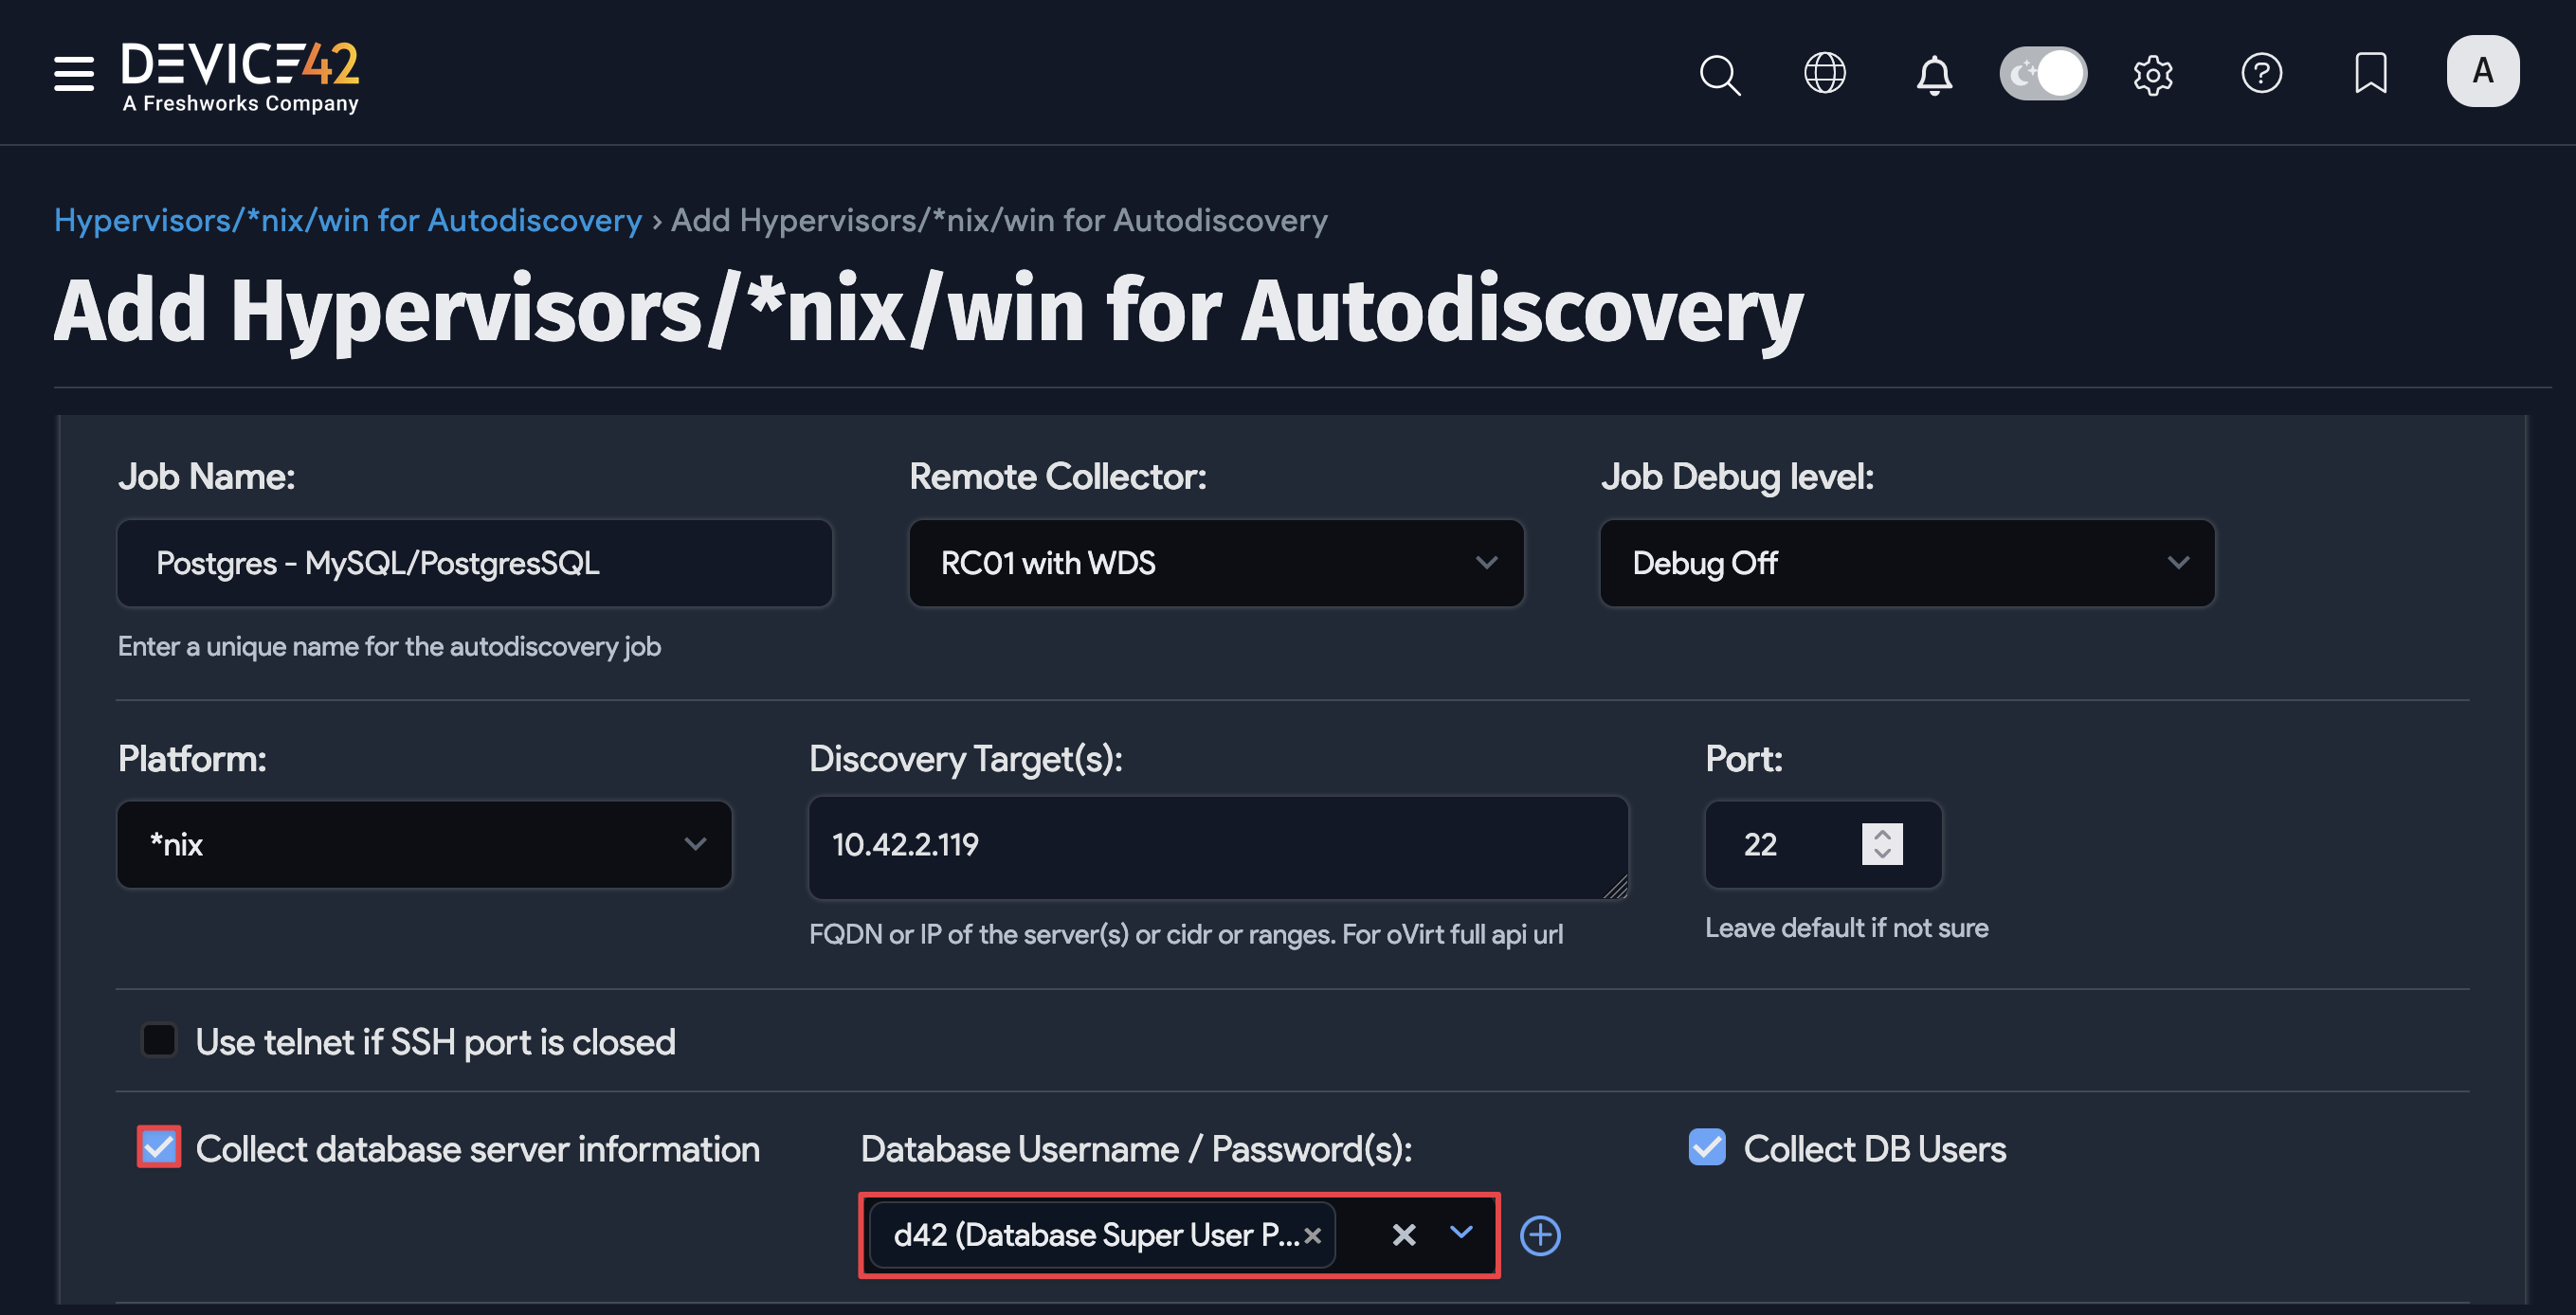 DEVICE42
A Freshworks Company
A
Hypervisors/*nix/win for Autodiscovery › Add Hypervisors/*nix/win for Autodiscovery
Add Hypervisors/*nix/win for Autodiscovery
Job Name:
Remote Collector:
Job Debug level:
Postgres - MySQL/PostgresSQL
RC01 with WDS
Debug Off
Enter a unique name for the autodiscovery job
Platform:
Discovery Target(s):
Port:
*nix
10.42.2.119
22
FQDN or IP of the server(s) or cidr or ranges. For oVirt full api url
Leave default if not sure
Use telnet if SSH port is closed
Collect database server information
Database Username / Password(s):
Collect DB Users
d42 (Database Super User P...